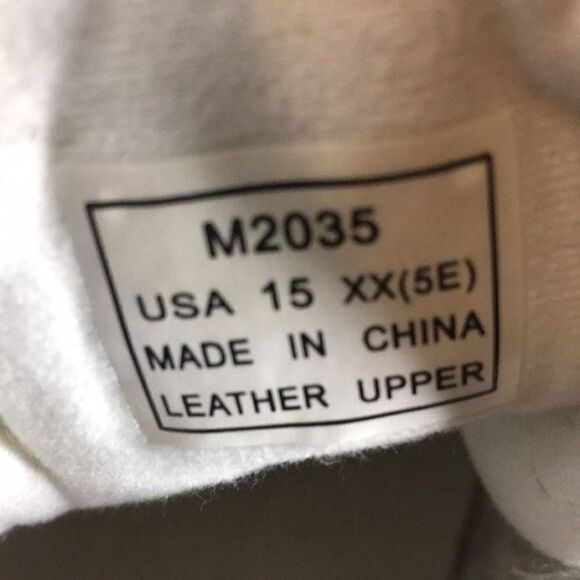 M2035
USA 15 XX(5E)
MADE IN CHINA
LEATHER UPPER